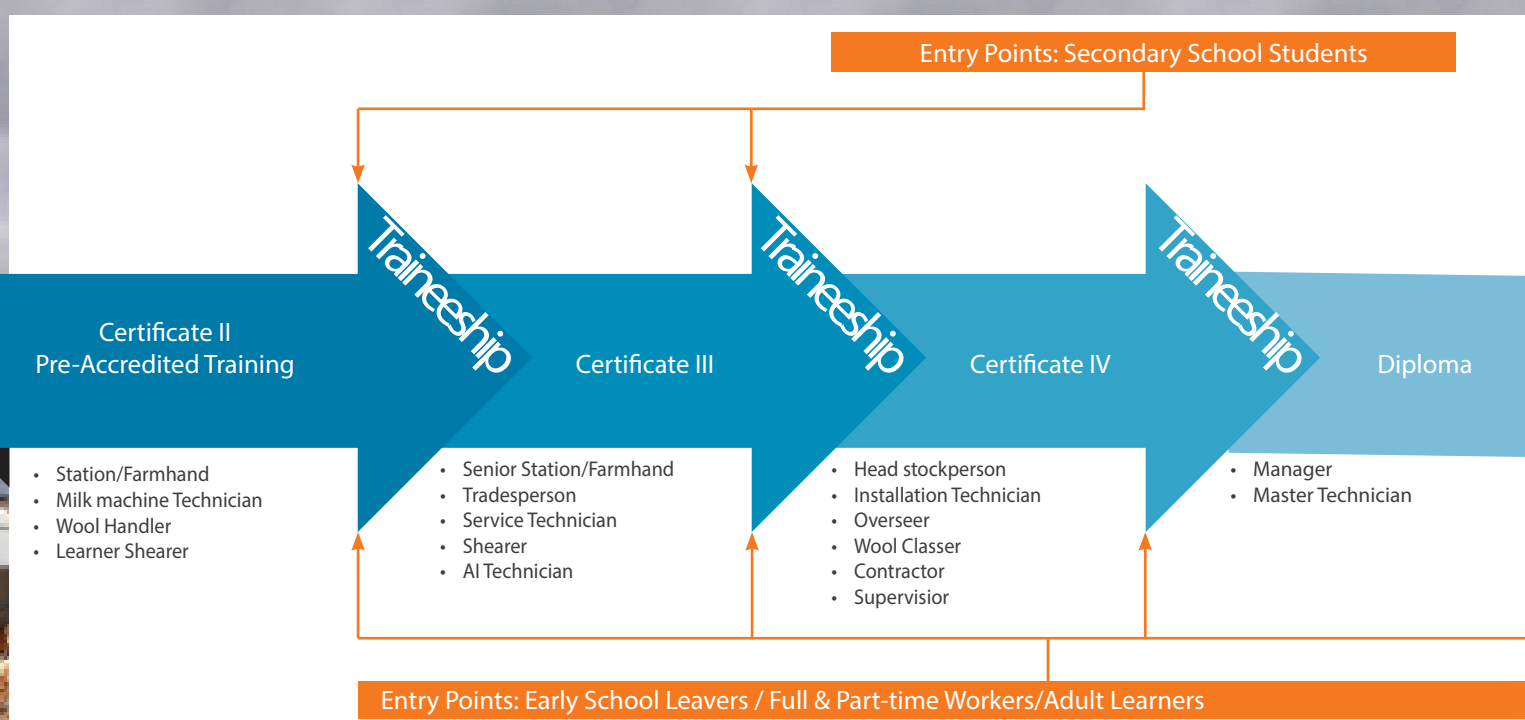 Entry Points: Secondary School Students
Traineeship
Traineeship
Traineeship
Certificate II
Pre-Accredited Training
Certificate III
Certificate IV
Diploma
• Station/Farmhand
• Milk machine Technician
• Wool Handler
• Learner Shearer
• Senior Station/Farmhand
• Tradesperson
• Service Technician
• Shearer
• AI Technician
• Head stockperson
• Installation Technician
• Overseer
• Wool Classer
• Contractor
• Supervisior
• Manager
• Master Technician
Entry Points: Early School Leavers / Full & Part-time Workers/Adult Learners